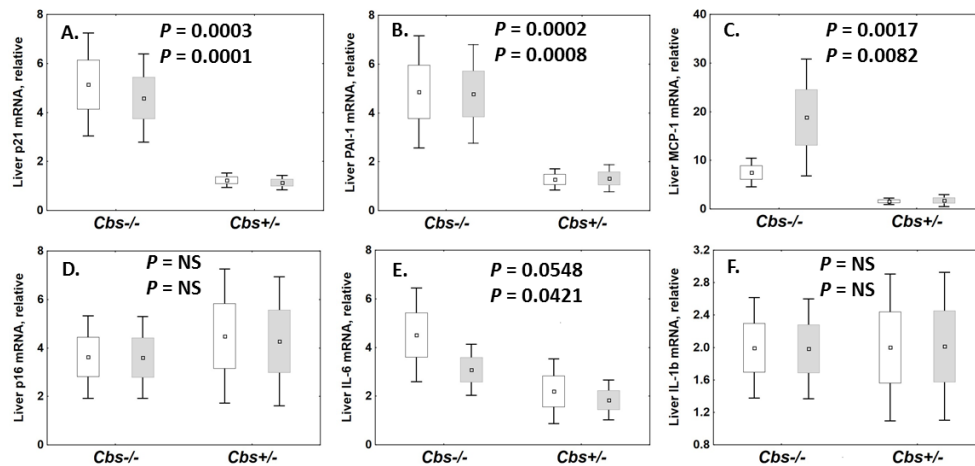 A.
P = 0.0003
P = 0.0001
Liver p21 mRNA, relative
8
6
4
2
0
Cbs-/-
Cbs+/-
B.
P = 0.0002
P = 0.0008
Liver PAI-1 mRNA, relative
8
6
4
2
0
Cbs-/-
Cbs+/-
C.
P = 0.0017
P = 0.0082
Liver MCP-1 mRNA, relative
40
30
20
10
0
Cbs-/-
Cbs+/-
D.
P = NS
P = NS
Liver p16 mRNA, relative
8
6
4
2
0
Cbs-/-
Cbs+/-
E.
P = 0.0548
P = 0.0421
Liver IL-6 mRNA, relative
8
6
4
2
0
Cbs-/-
Cbs+/-
F.
P = NS
P = NS
Liver IL-1b mRNA, relative
3.2
2.8
2.4
2.0
1.6
1.2
0.8
Cbs-/-
Cbs+/-